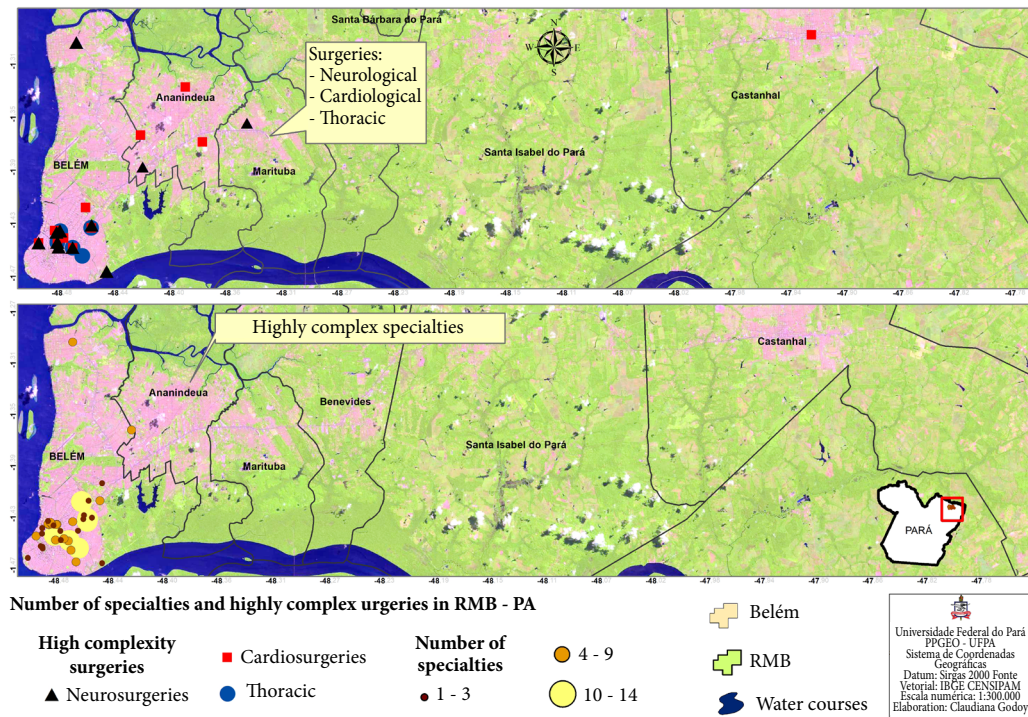 Santa Bárbara do Pará
N
W
E
S
Surgeries:
- Neurological
- Cardiological
- Thoracic
Ananindeua
Castanhal
Santa Isabel do Pará
BELÉM
Marituba
Highly complex specialties
Castanhal
Ananindeua
Benevides
Santa Isabel do Pará
BELÉM
Marituba
PARÁ
Number of specialties and highly complex urgeries in RMB - PA
High complexity
surgeries
Neurosurgeries
Cardiosurgeries
Thoracic
Number of
specialties
1 - 3
4 - 9
10 - 14
Belém
RMB
Water courses
Universidade Federal do Pará
PPGEO - UFPA
Sistema de Coordenadas
Geográficas
Datum: Sirgas 2000 Fonte
Vetorial: IBGE CENSIPAM
Escala numérica: 1:300.000
Elaboration: Claudiana Godoy